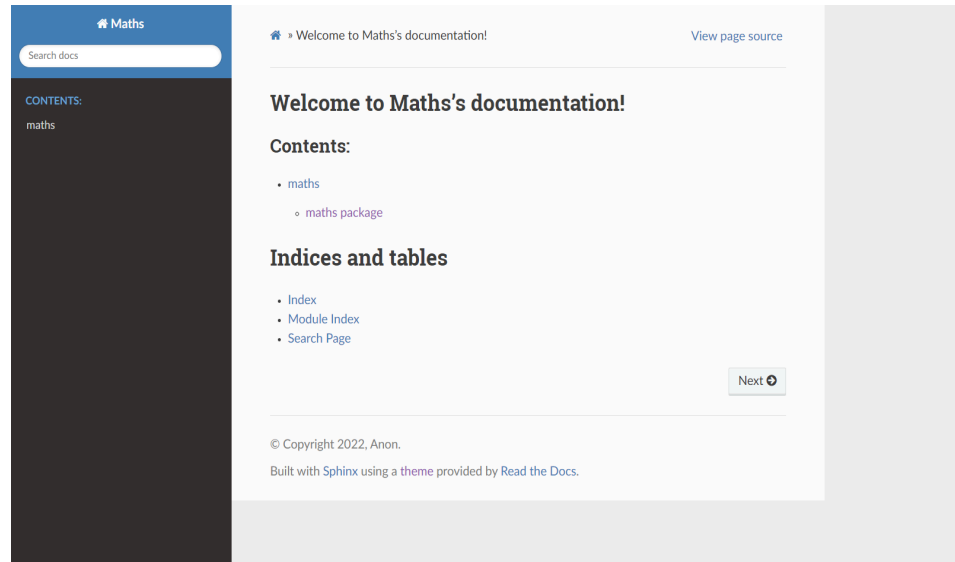 Maths
Search docs
CONTENTS:
maths
» Welcome to Maths's documentation!
View page source
Welcome to Maths's documentation!
Contents:
maths
maths package
Indices and tables
Index
Module Index
Search Page
Next
© Copyright 2022, Anon.
Built with Sphinx using a theme provided by Read the Docs.